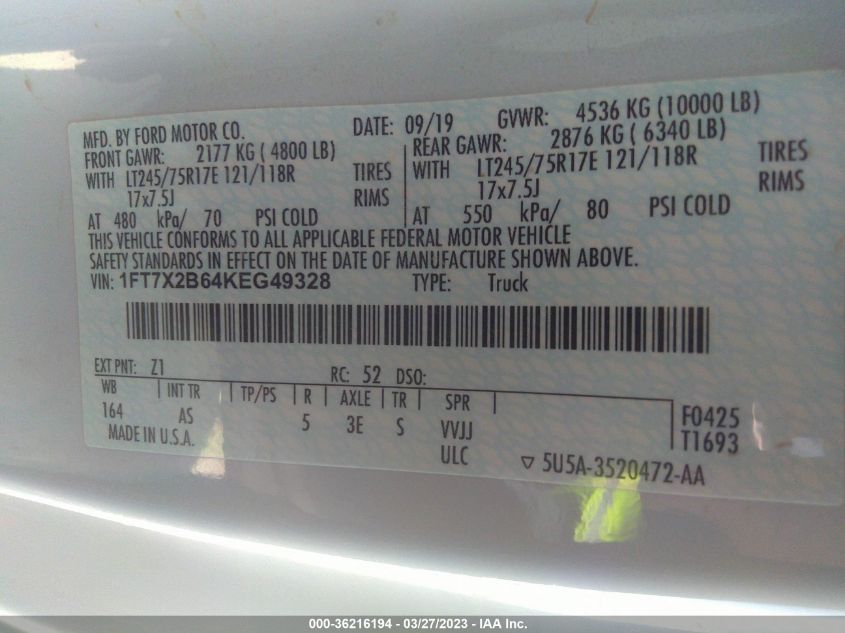 MFD. BY FORD MOTOR CO. DATE: 09/19 GVWR: 4536 KG (10000 LB)
FRONT GAWR: 2177 KG ( 4800 LB) REAR GAWR: 2876 KG ( 6340 LB)
WITH LT245/75R17E 121/118R TIRES WITH LT245/75R17E 121/118R TIRES
17x7.5J RIMS 17x7.5J RIMS
AT 480 kPa/ 70 PSI COLD AT 550 kPa/ 80 PSI COLD
THIS VEHICLE CONFORMS TO ALL APPLICABLE FEDERAL MOTOR VEHICLE
SAFETY STANDARDS IN EFFECT ON THE DATE OF MANUFACTURE SHOWN ABOVE.
VIN: 1FT7X2B64KEG49328 TYPE: Truck
EXT PNT: Z1 RC: 52 DSO:
WB INT TR TP/PS R AXLE TR SPR
164 AS 5 3E S VVJJ F0425
MADE IN U.S.A. ULC T1693
5U5A-3520472-AA
000-36216194 - 03/27/2023 - IAA Inc.